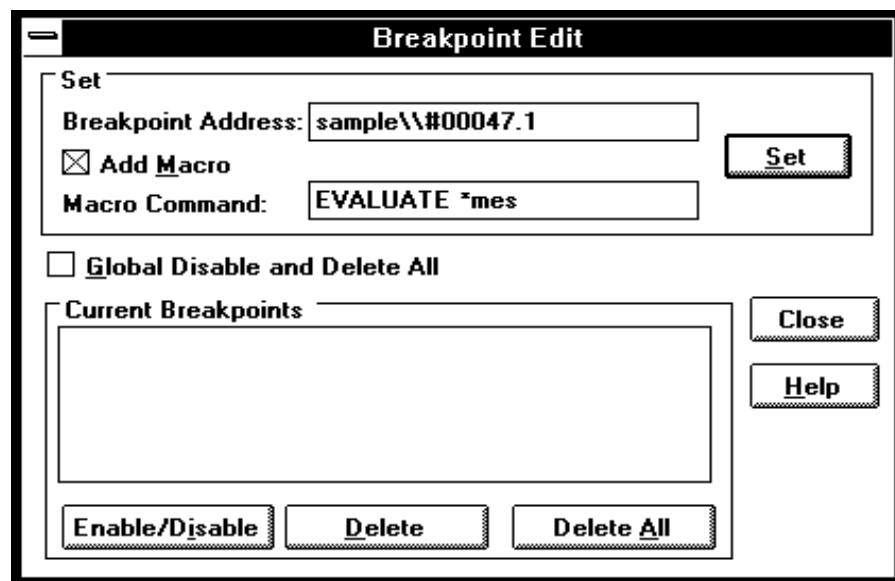 Breakpoint Edit
Set
Breakpoint Address: sample\\#00047.1
Set
Add Macro
Macro Command: EVALUATE *mes
Global Disable and Delete All
Current Breakpoints
Close
Help
Enable/Disable Delete Delete All